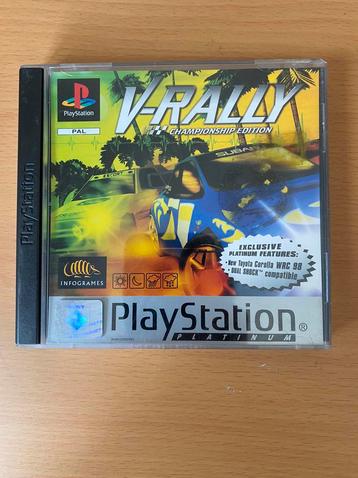 PlayStation
PlayStation
PAL
V-RALLY
CHAMPIONSHIP EDITION
SUBARU
EXCLUSIVE
PLATINUM FEATURES:
• New Toyota Corolla WRC 98
• DUAL SHOCK™ compatible
INFOGRAMES
PlayStation®
PLATINUM